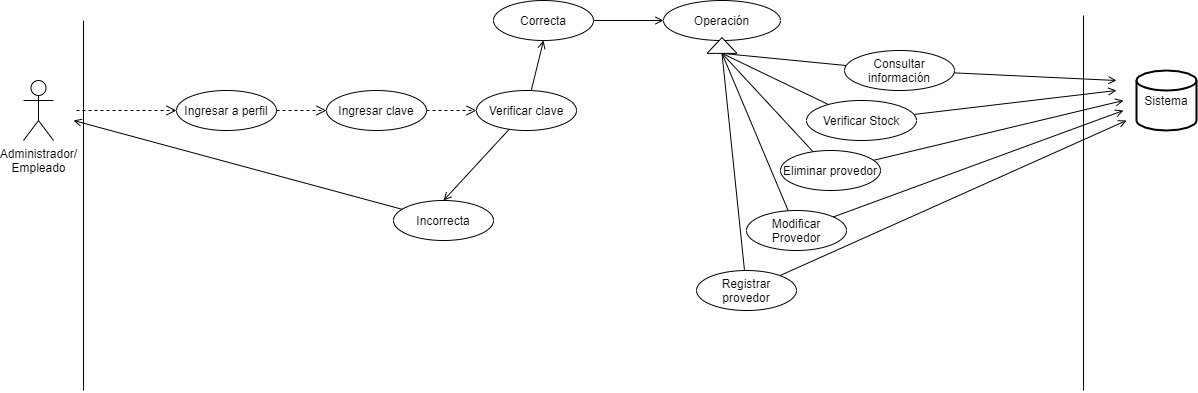 Correcta
Operación
Consultar
información
Sistema
Ingresar a perfil
Ingresar clave
Verificar clave
Verificar Stock
Administrador/
Empleado
Eliminar provedor
Incorrecta
Modificar
Provedor
Registrar
provedor